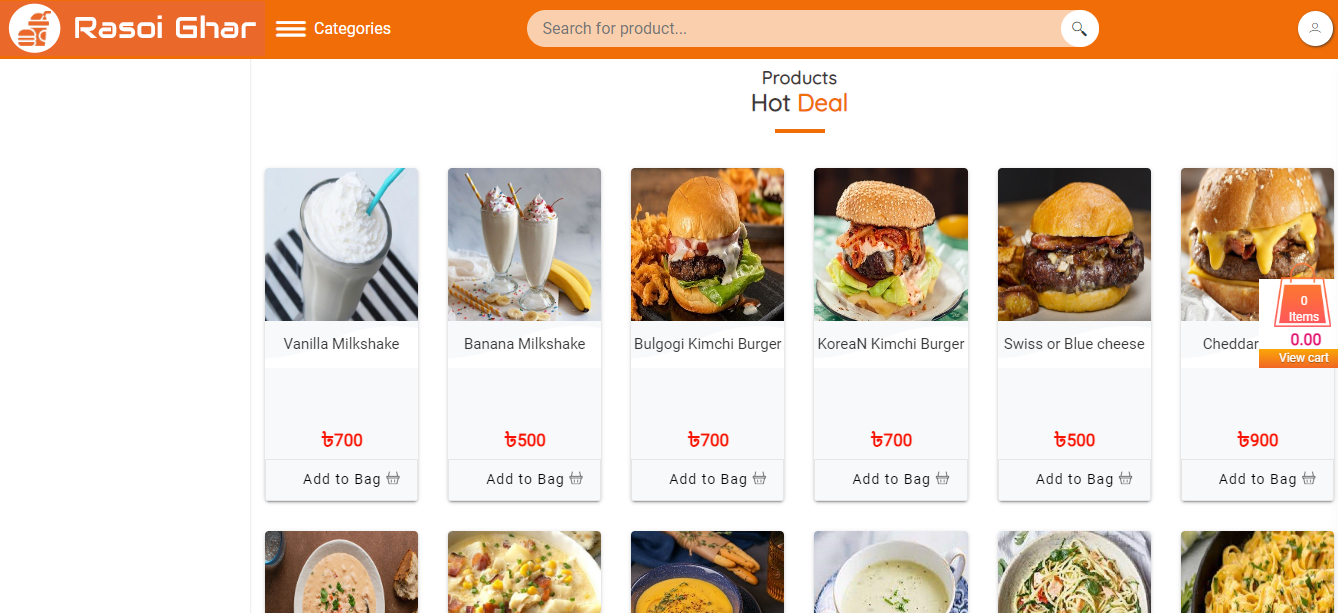 Rasoi Ghar
Categories
Search for product...
Products
Hot Deal
Vanilla Milkshake
Banana Milkshake
Bulgogi Kimchi Burger
KoreaN Kimchi Burger
Swiss or Blue cheese
Cheddar
0
Items
0.00
View cart
৳700
৳500
৳700
৳700
৳500
৳900
Add to Bag
Add to Bag
Add to Bag
Add to Bag
Add to Bag
Add to Bag